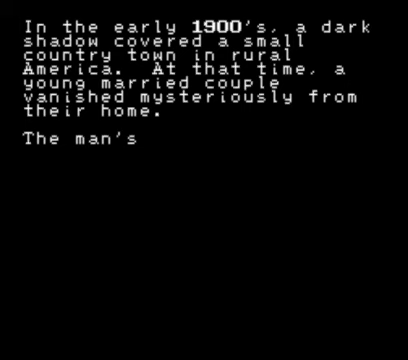 In the early 1900's, a dark
shadow covered a small
country town in rural
America.  At that time, a
young married couple
vanished mysteriously from
their home.
The man's